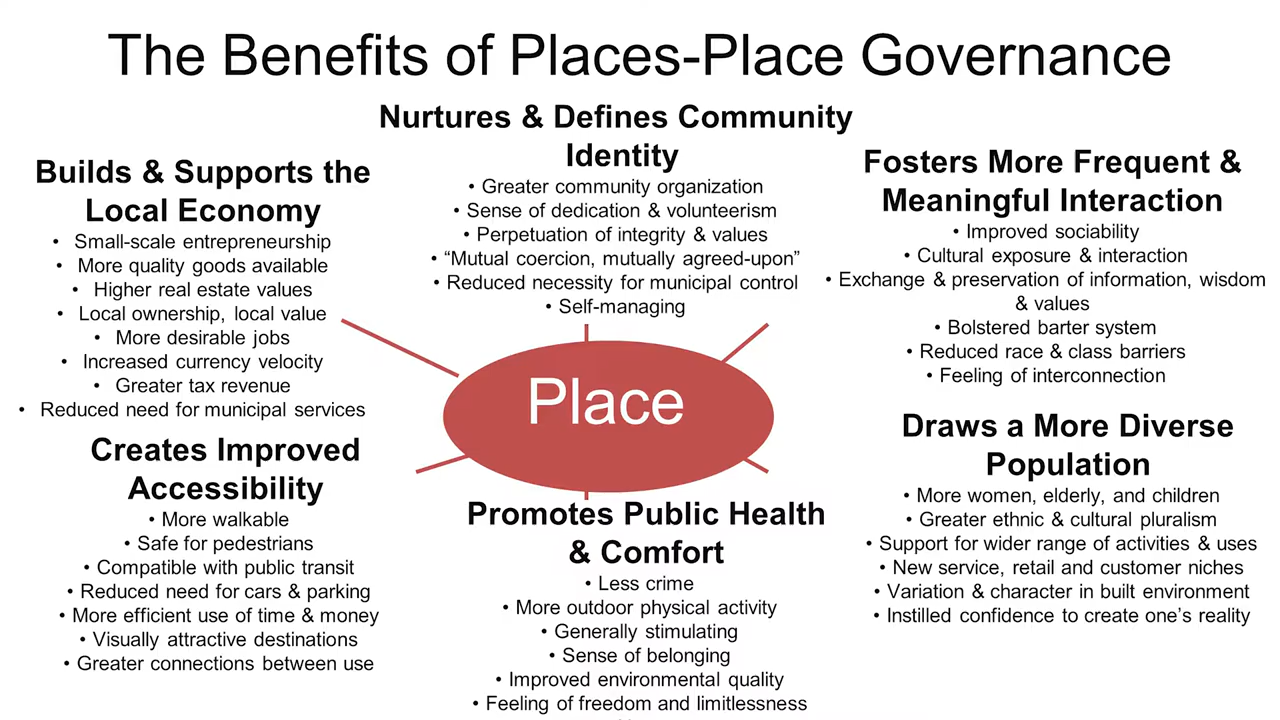 The Benefits of Places-Place Governance
Nurtures & Defines Community
Identity
• Greater community organization
• Sense of dedication & volunteerism
• Perpetuation of integrity & values
• “Mutual coercion, mutually agreed-upon”
• Reduced necessity for municipal control
• Self-managing
Builds & Supports the
Local Economy
• Small-scale entrepreneurship
• More quality goods available
• Higher real estate values
• Local ownership, local value
• More desirable jobs
• Increased currency velocity
• Greater tax revenue
• Reduced need for municipal services
Fosters More Frequent &
Meaningful Interaction
• Improved sociability
• Cultural exposure & interaction
• Exchange & preservation of information, wisdom
& values
• Bolstered barter system
• Reduced race & class barriers
• Feeling of interconnection
Place
Creates Improved
Accessibility
• More walkable
• Safe for pedestrians
• Compatible with public transit
• Reduced need for cars & parking
• More efficient use of time & money
• Visually attractive destinations
• Greater connections between use
Promotes Public Health
& Comfort
• Less crime
• More outdoor physical activity
• Generally stimulating
• Sense of belonging
• Improved environmental quality
• Feeling of freedom and limitlessness
Draws a More Diverse
Population
• More women, elderly, and children
• Greater ethnic & cultural pluralism
• Support for wider range of activities & uses
• New service, retail and customer niches
• Variation & character in built environment
• Instilled confidence to create one’s reality